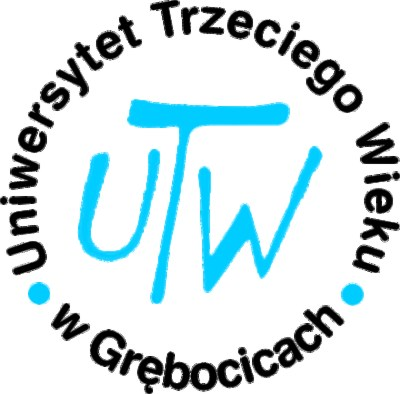 Uniwersytet Trzeciego Wieku
UTW
w Grębocicach